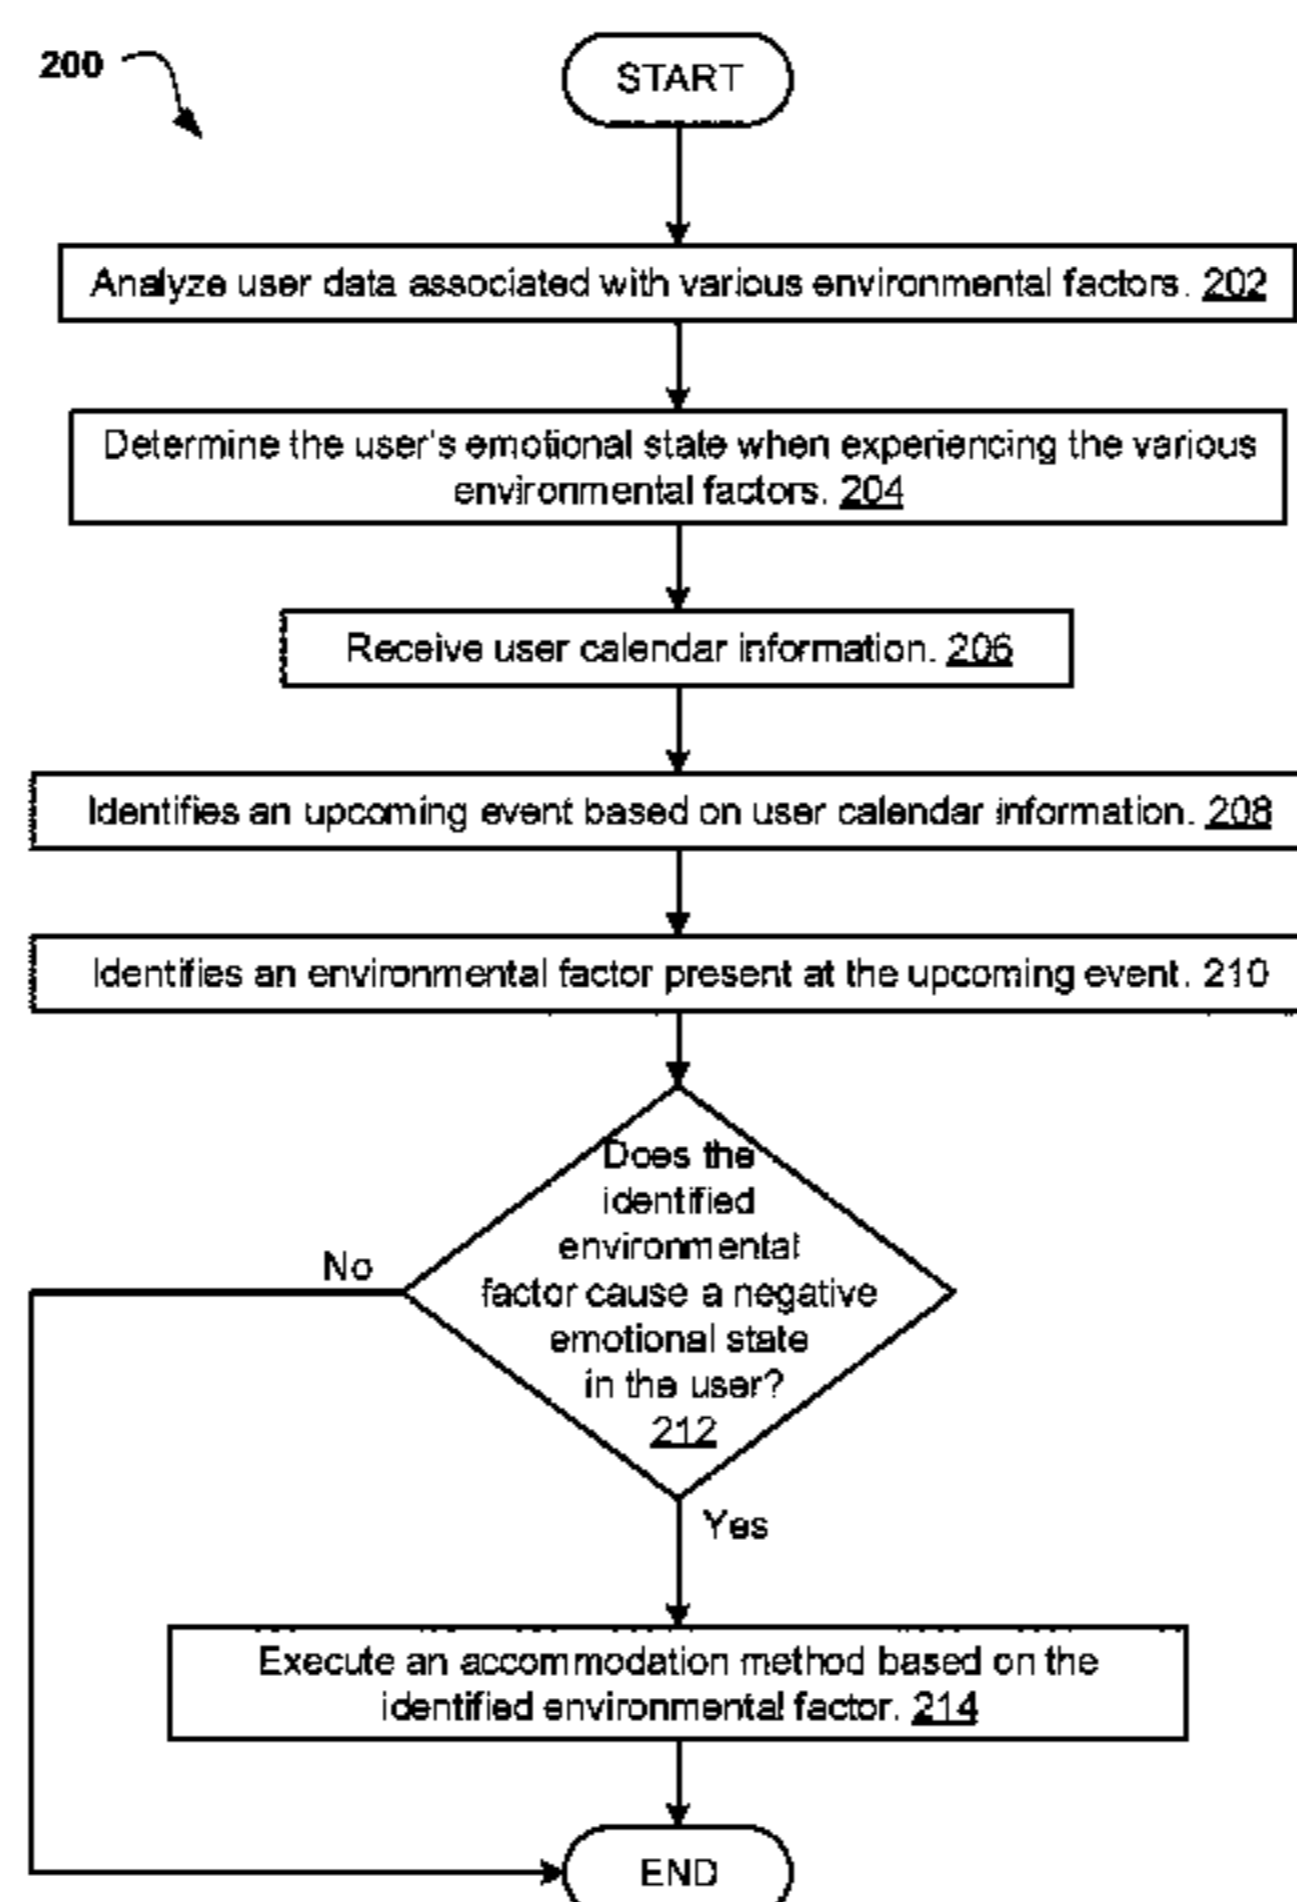 200
START
Analyze user data associated with various environmental factors. 202
Determine the user's emotional state when experiencing the various
environmental factors. 204
Receive user calendar information. 206
Identifies an upcoming event based on user calendar information. 208
Identifies an environmental factor present at the upcoming event. 210
Does the
identified
environmental
factor cause a negative
emotional state
in the user?
212
No
Yes
Execute an accommodation method based on the
identified environmental factor. 214
END